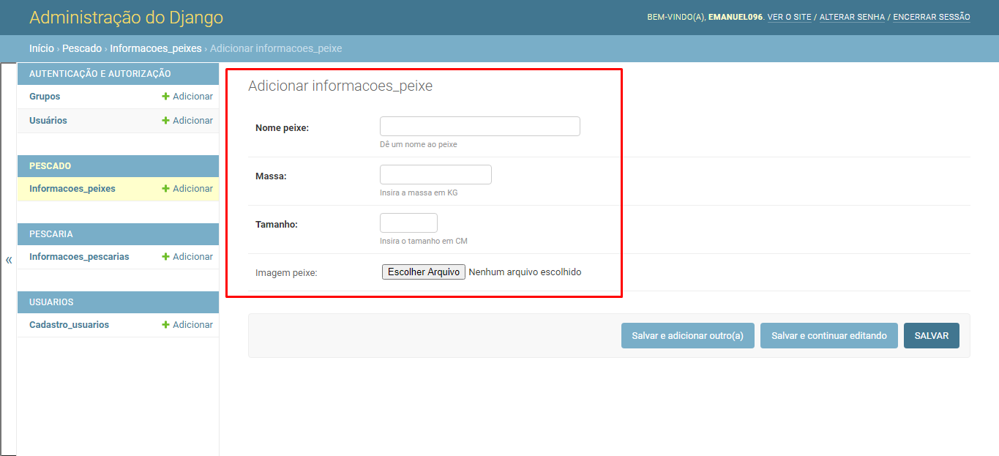 Administração do Django
BEM-VINDO(A), EMANUEL096. VER O SITE / ALTERAR SENHA / ENCERRAR SESSÃO
Início › Pescado › Informacoes_peixes › Adicionar informacoes_peixe
«
AUTENTICAÇÃO E AUTORIZAÇÃO
Grupos Adicionar
Usuários Adicionar
PESCADO
Informacoes_peixes Adicionar
PESCARIA
Informacoes_pescarias Adicionar
USUARIOS
Cadastro_usuarios Adicionar
Adicionar informacoes_peixe
Nome peixe:
Dê um nome ao peixe
Massa:
Insira a massa em KG
Tamanho:
Insira o tamanho em CM
Imagem peixe: Escolher Arquivo Nenhum arquivo escolhido
Salvar e adicionar outro(a) Salvar e continuar editando SALVAR